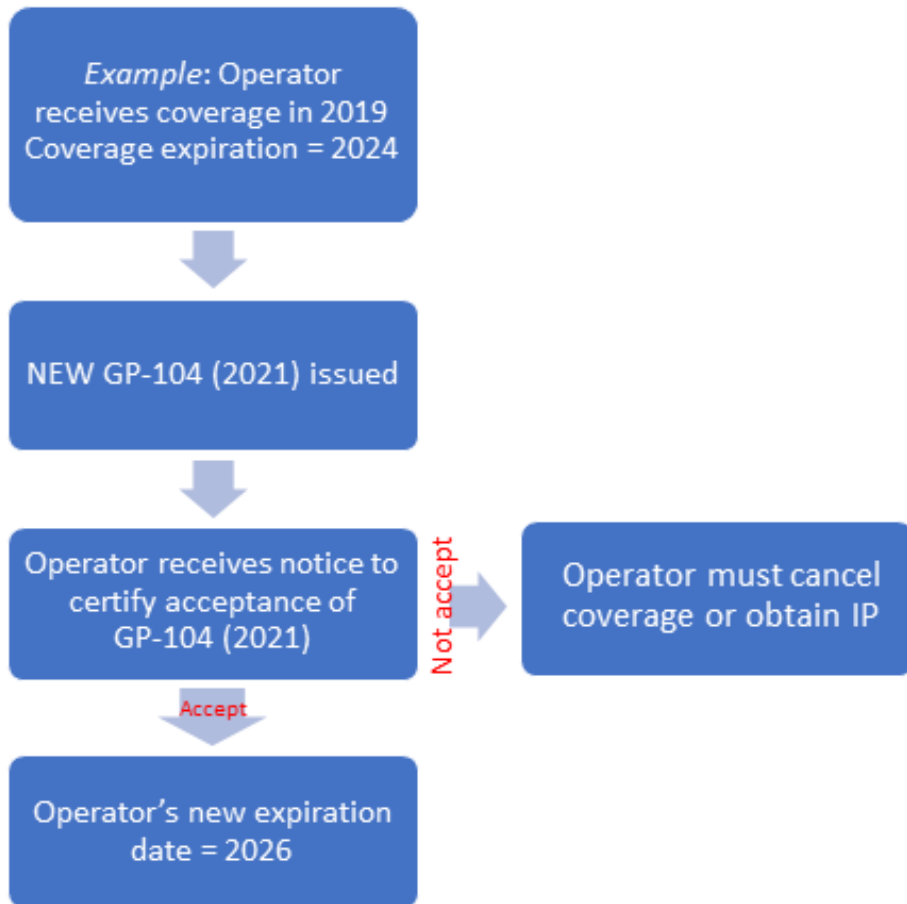 Example: Operator
receives coverage in 2019
Coverage expiration = 2024
NEW GP-104 (2021) issued
Operator receives notice to
certify acceptance of
GP-104 (2021)
Not accept
Operator must cancel
coverage or obtain IP
Accept
Operator’s new expiration
date = 2026